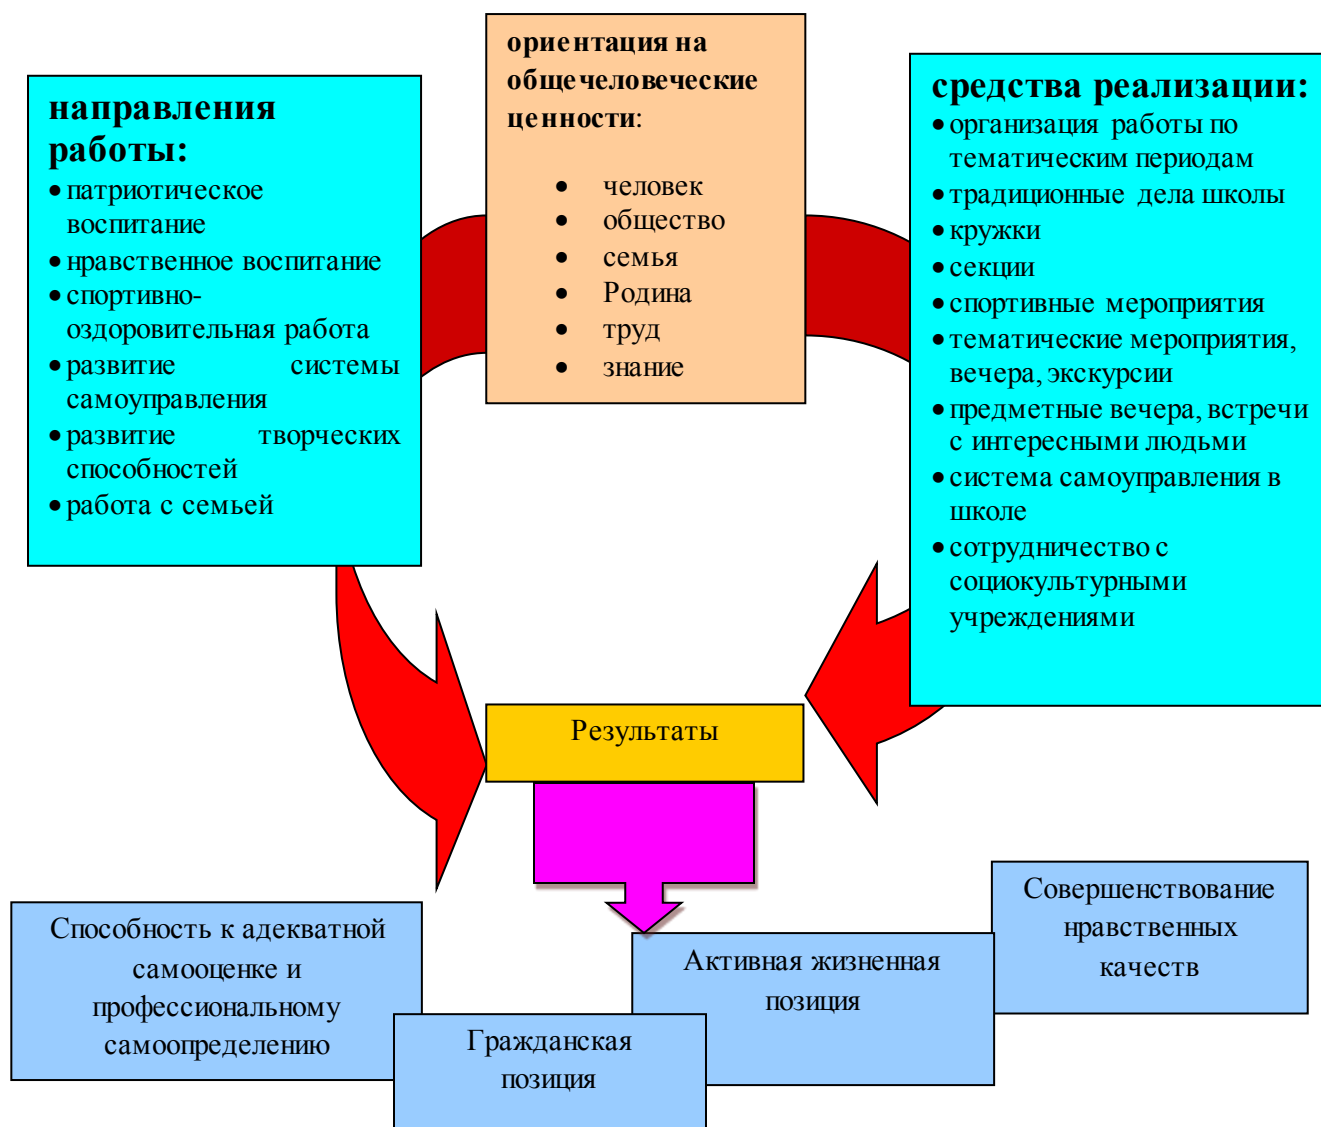 направления
работы:
• патриотическое
воспитание
• нравственное воспитание
• спортивно-
оздоровительная работа
• развитие системы
самоуправления
• развитие творческих
способностей
• работа с семьей
ориентация на
общечеловеческие
ценности:
• человек
• общество
• семья
• Родина
• труд
• знание
средства реализации:
• организация работы по
тематическим периодам
• традиционные дела школы
• кружки
• секции
• спортивные мероприятия
• тематические мероприятия,
вечера, экскурсии
• предметные вечера, встречи
с интересными людьми
• система самоуправления в
школе
• сотрудничество с
социокультурными
учреждениями
Результаты
Способность к адекватной
самооценке и
профессиональному
самоопределению
Гражданская
позиция
Активная жизненная
позиция
Совершенствование
нравственных
качеств